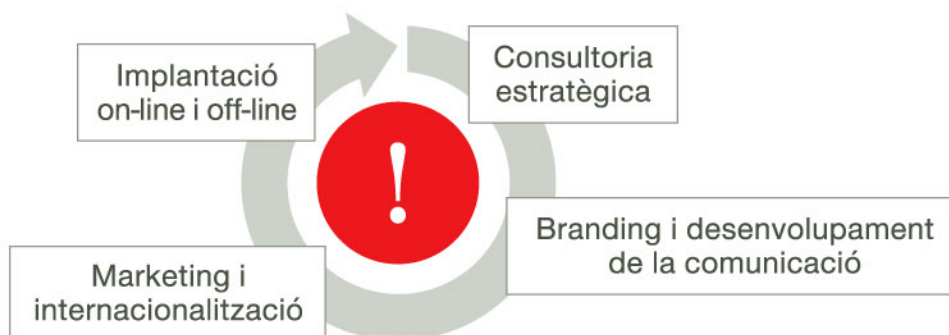 Implantació
on-line i off-line
Consultoria
estratègica
!
Branding i desenvolupament
de la comunicació
Marketing i
internacionalització